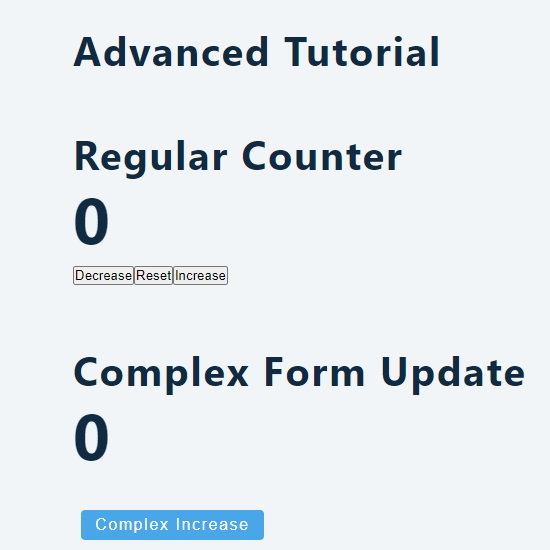 Advanced Tutorial
Regular Counter
0
Decrease Reset Increase
Complex Form Update
0
Complex Increase